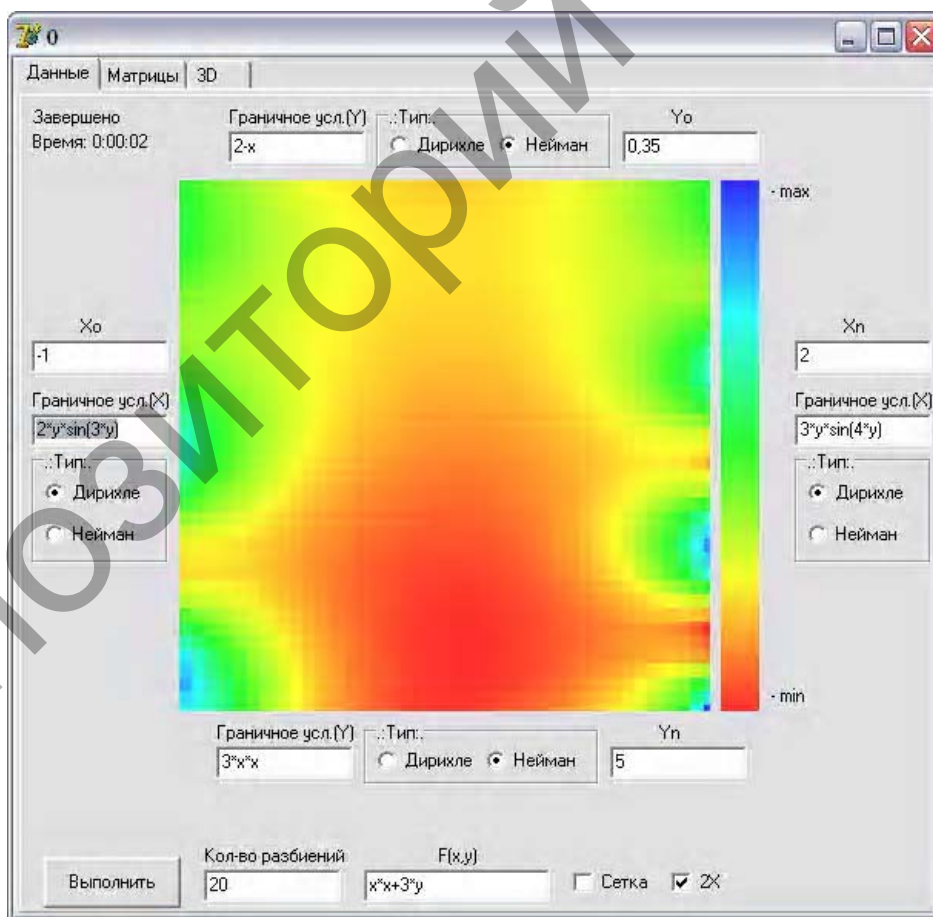 0
Данные Матрицы 3D
Завершено
Время: 0:00:02
Граничное усл.(Y)
2-x
.:Тип:.
Дирихле Нейман
Yo
0,35
- max
Xo
-1
Граничное усл.(X)
2*y*sin(3*y)
.:Тип:.
Дирихле
Нейман
Xn
2
Граничное усл.(X)
3*y*sin(4*y)
.:Тип:.
Дирихле
Нейман
- min
Граничное усл.(Y)
3*x*x
.:Тип:.
Дирихле Нейман
Yn
5
Выполнить
Кол-во разбиений
20
F(x,y)
x*x+3*y
Сетка 2X